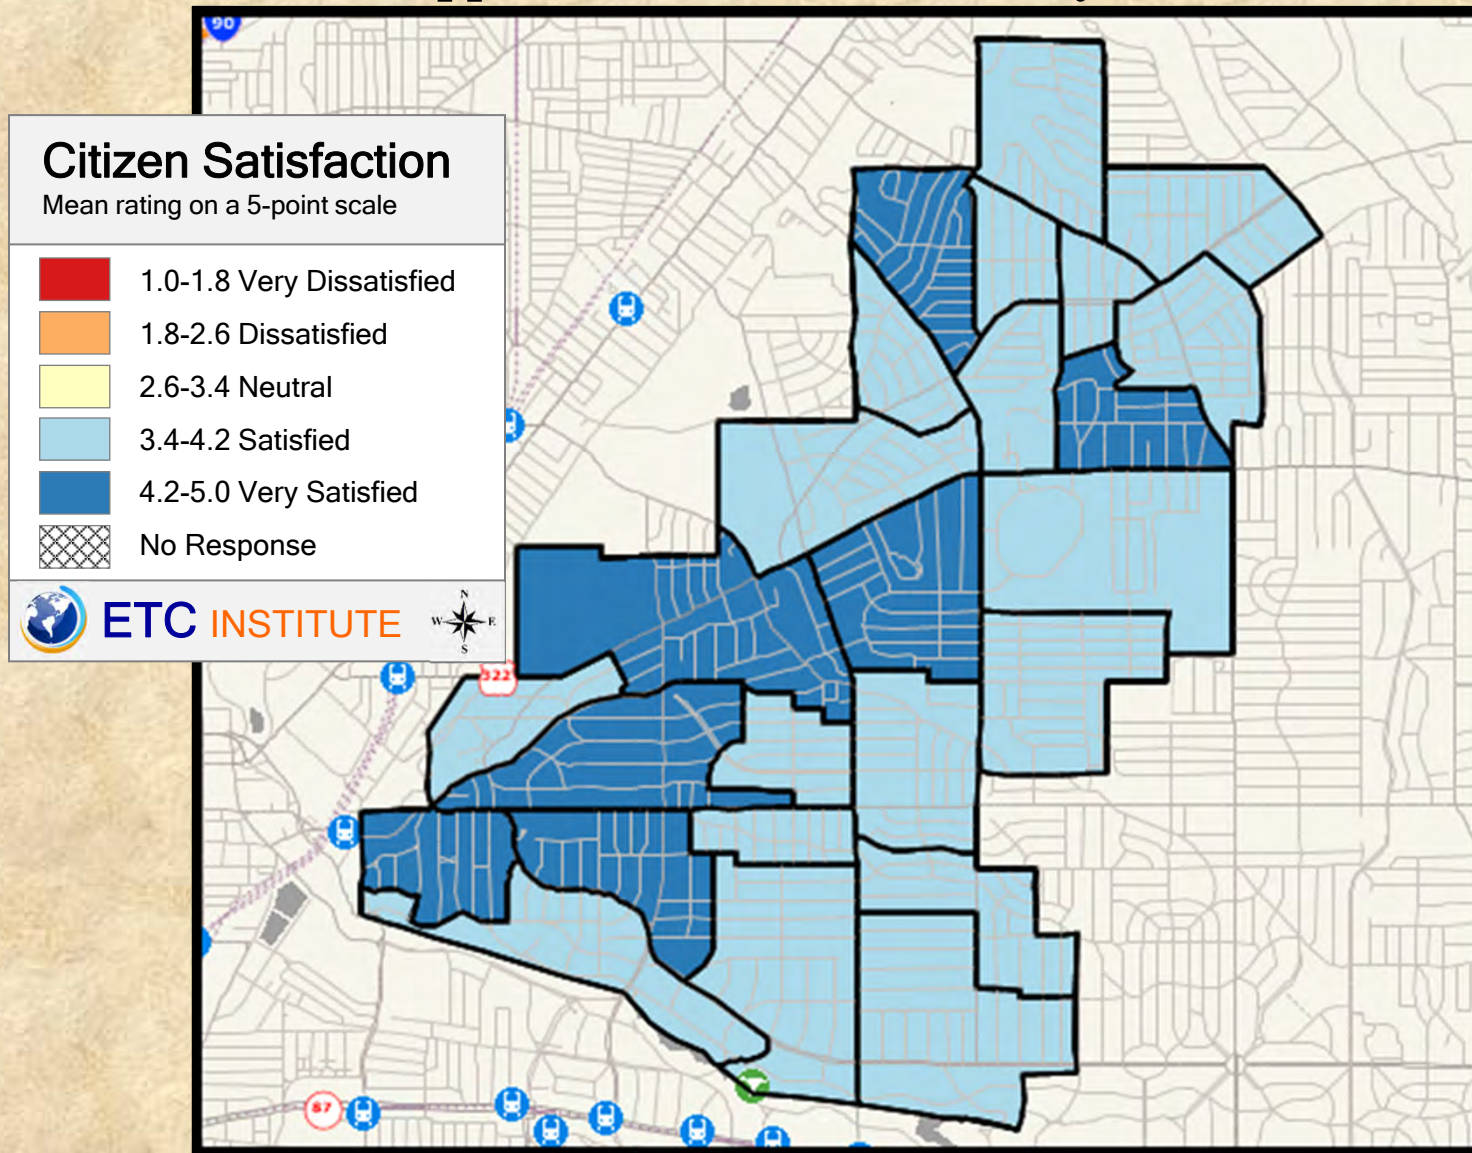 90
Citizen Satisfaction
Mean rating on a 5-point scale
1.0-1.8 Very Dissatisfied
1.8-2.6 Dissatisfied
2.6-3.4 Neutral
3.4-4.2 Satisfied
4.2-5.0 Very Satisfied
No Response
ETC INSTITUTE
N
W E
S
322
87